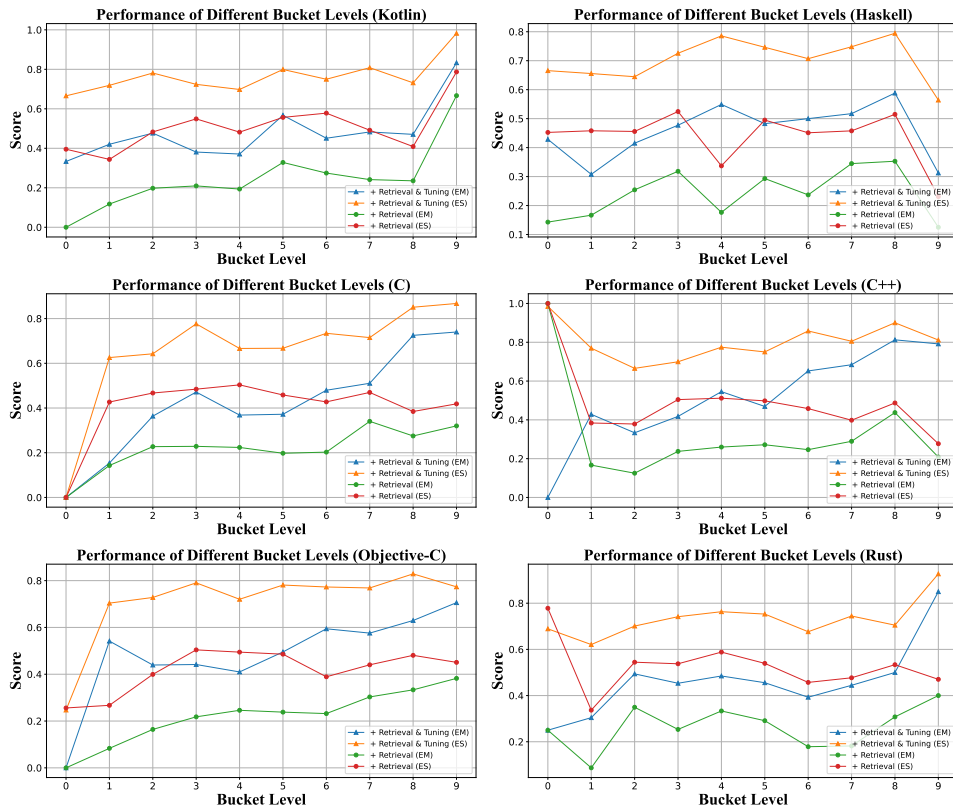 Performance of Different Bucket Levels (Kotlin)
Score
1.0
0.8
0.6
0.4
0.2
0.0
0 1 2 3 4 5 6 7 8 9
Bucket Level
+ Retrieval & Tuning (EM)
+ Retrieval & Tuning (ES)
+ Retrieval (EM)
+ Retrieval (ES)
Performance of Different Bucket Levels (Haskell)
Score
0.8
0.7
0.6
0.5
0.4
0.3
0.2
0.1
0 1 2 3 4 5 6 7 8 9
Bucket Level
+ Retrieval & Tuning (EM)
+ Retrieval & Tuning (ES)
+ Retrieval (EM)
+ Retrieval (ES)
Performance of Different Bucket Levels (C)
Score
0.8
0.6
0.4
0.2
0.0
0 1 2 3 4 5 6 7 8 9
Bucket Level
+ Retrieval & Tuning (EM)
+ Retrieval & Tuning (ES)
+ Retrieval (EM)
+ Retrieval (ES)
Performance of Different Bucket Levels (C++)
Score
1.0
0.8
0.6
0.4
0.2
0.0
0 1 2 3 4 5 6 7 8 9
Bucket Level
+ Retrieval & Tuning (EM)
+ Retrieval & Tuning (ES)
+ Retrieval (EM)
+ Retrieval (ES)
Performance of Different Bucket Levels (Objective-C)
Score
0.8
0.6
0.4
0.2
0.0
0 1 2 3 4 5 6 7 8 9
Bucket Level
+ Retrieval & Tuning (EM)
+ Retrieval & Tuning (ES)
+ Retrieval (EM)
+ Retrieval (ES)
Performance of Different Bucket Levels (Rust)
Score
0.8
0.6
0.4
0.2
0 1 2 3 4 5 6 7 8 9
Bucket Level
+ Retrieval & Tuning (EM)
+ Retrieval & Tuning (ES)
+ Retrieval (EM)
+ Retrieval (ES)